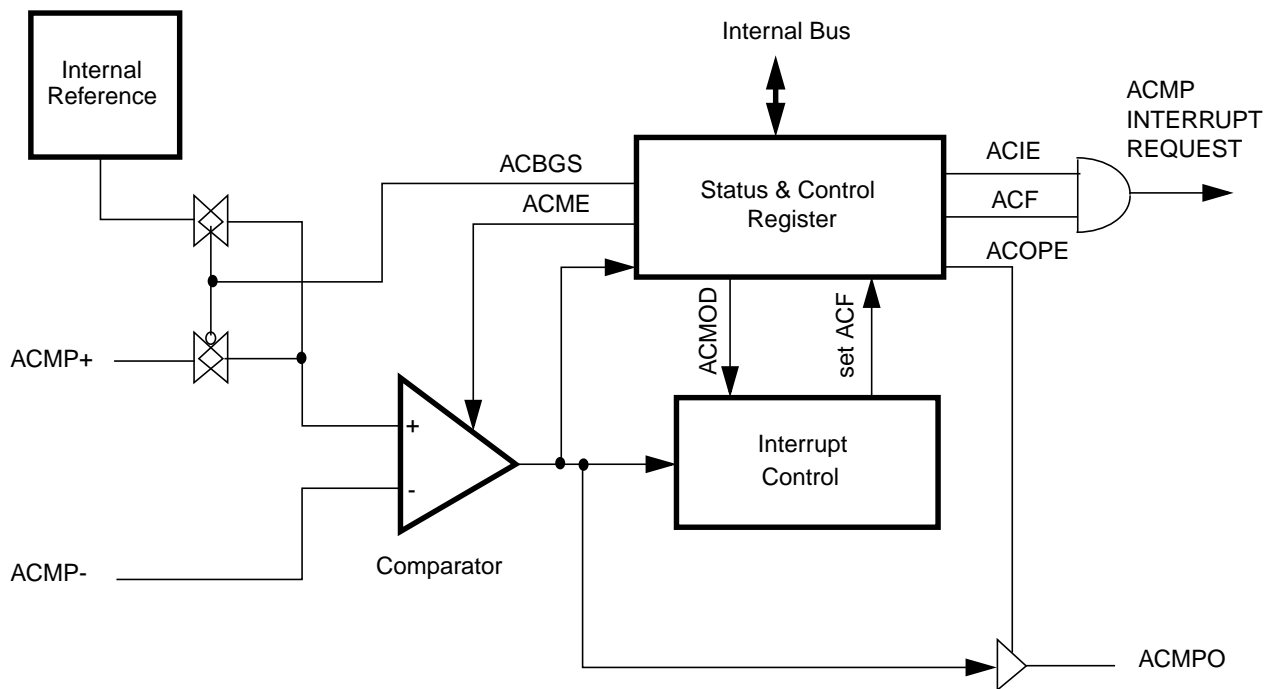 Internal Bus
Internal
Reference
ACMP
INTERRUPT
REQUEST
ACBGS
ACME
Status & Control
Register
ACIE
ACF
ACOPE
ACMOD
set ACF
ACMP+
+
-
Interrupt
Control
Comparator
ACMP-
ACMPO